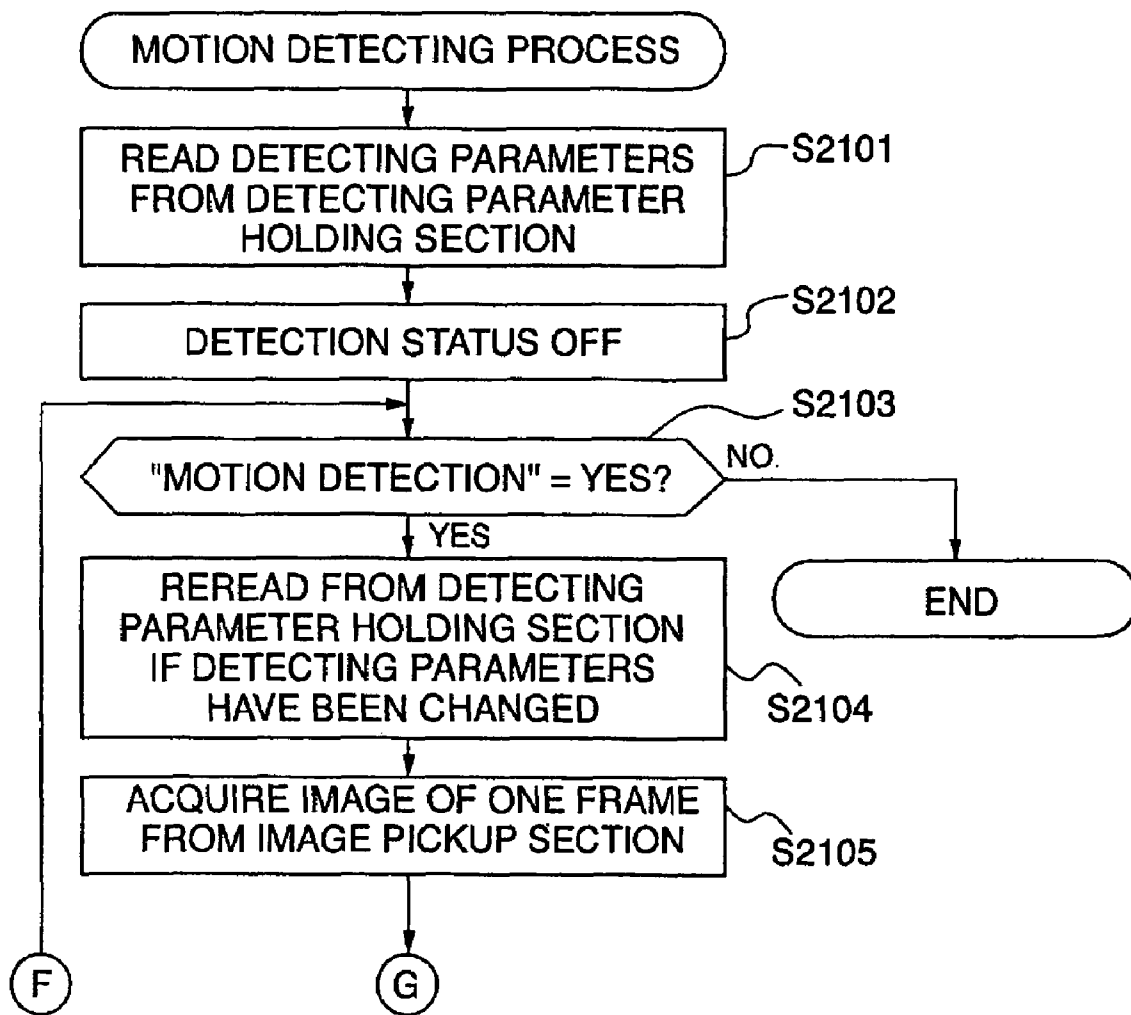 MOTION DETECTING PROCESS
READ DETECTING PARAMETERS
FROM DETECTING PARAMETER
HOLDING SECTION
S2101
DETECTION STATUS OFF
S2102
S2103
"MOTION DETECTION" = YES?
NO.
YES
REREAD FROM DETECTING
PARAMETER HOLDING SECTION
IF DETECTING PARAMETERS
HAVE BEEN CHANGED
END
S2104
ACQUIRE IMAGE OF ONE FRAME
FROM IMAGE PICKUP SECTION
S2105
F
G